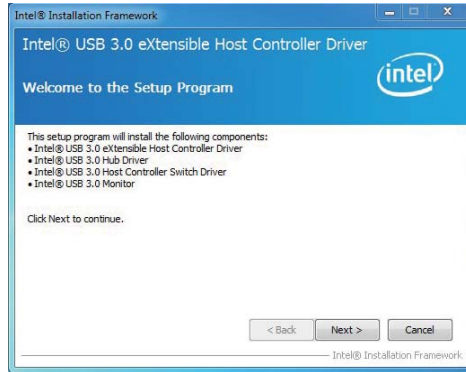 Intel® Installation Framework
Intel® USB 3.0 eXtensible Host Controller Driver
Welcome to the Setup Program
(intel)
This setup program will install the following components:
• Intel® USB 3.0 eXtensible Host Controller Driver
• Intel® USB 3.0 Hub Driver
• Intel® USB 3.0 Host Controller Switch Driver
• Intel® USB 3.0 Monitor
Click Next to continue.
< Back Next > Cancel
Intel® Installation Framework